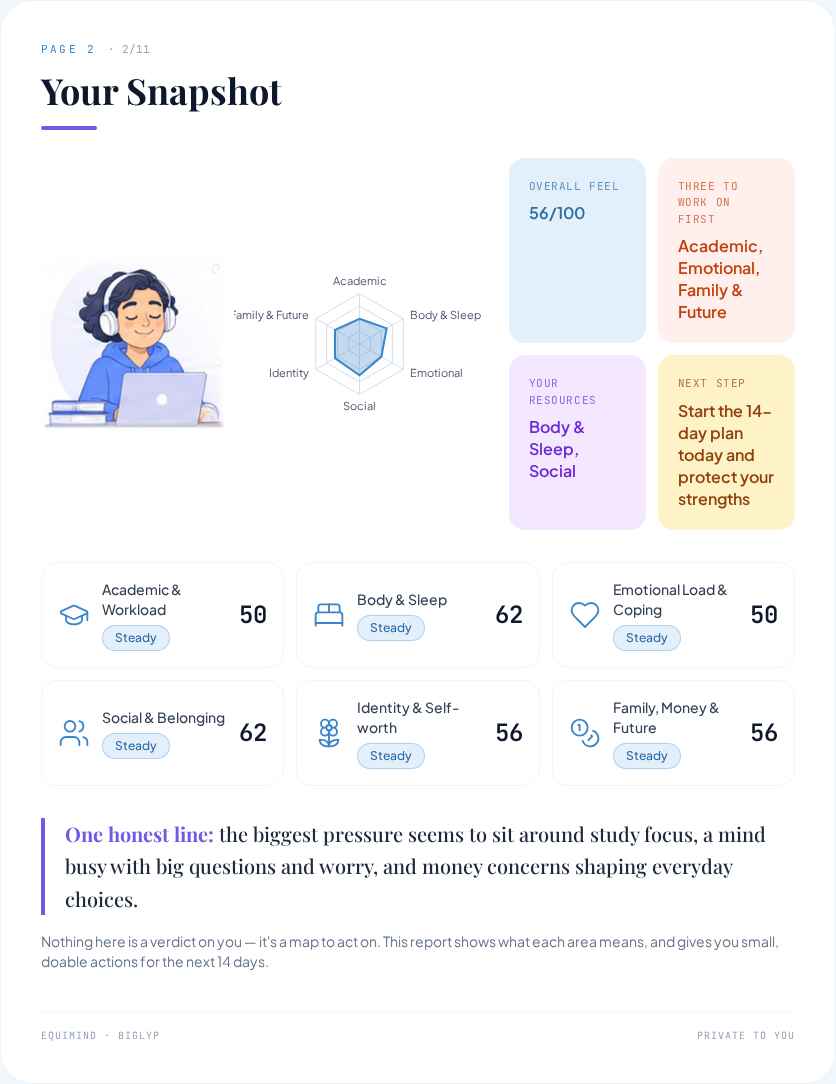 PAGE 2 · 2/11
Your Snapshot
Academic
Body & Sleep
Emotional
Social
Identity
Family & Future
OVERALL FEEL
56/100
THREE TO
WORK ON
FIRST
Academic,
Emotional,
Family &
Future
YOUR
RESOURCES
Body &
Sleep,
Social
NEXT STEP
Start the 14-
day plan
today and
protect your
strengths
Academic &
Workload
Steady
50
Body & Sleep
Steady
62
Emotional Load &
Coping
Steady
50
Social & Belonging
Steady
62
Identity & Self-
worth
Steady
56
Family, Money &
Future
Steady
56
One honest line: the biggest pressure seems to sit around study focus, a mind
busy with big questions and worry, and money concerns shaping everyday
choices.
Nothing here is a verdict on you — it's a map to act on. This report shows what each area means, and gives you small,
doable actions for the next 14 days.
EQUIMIND · BIGLYP
PRIVATE TO YOU